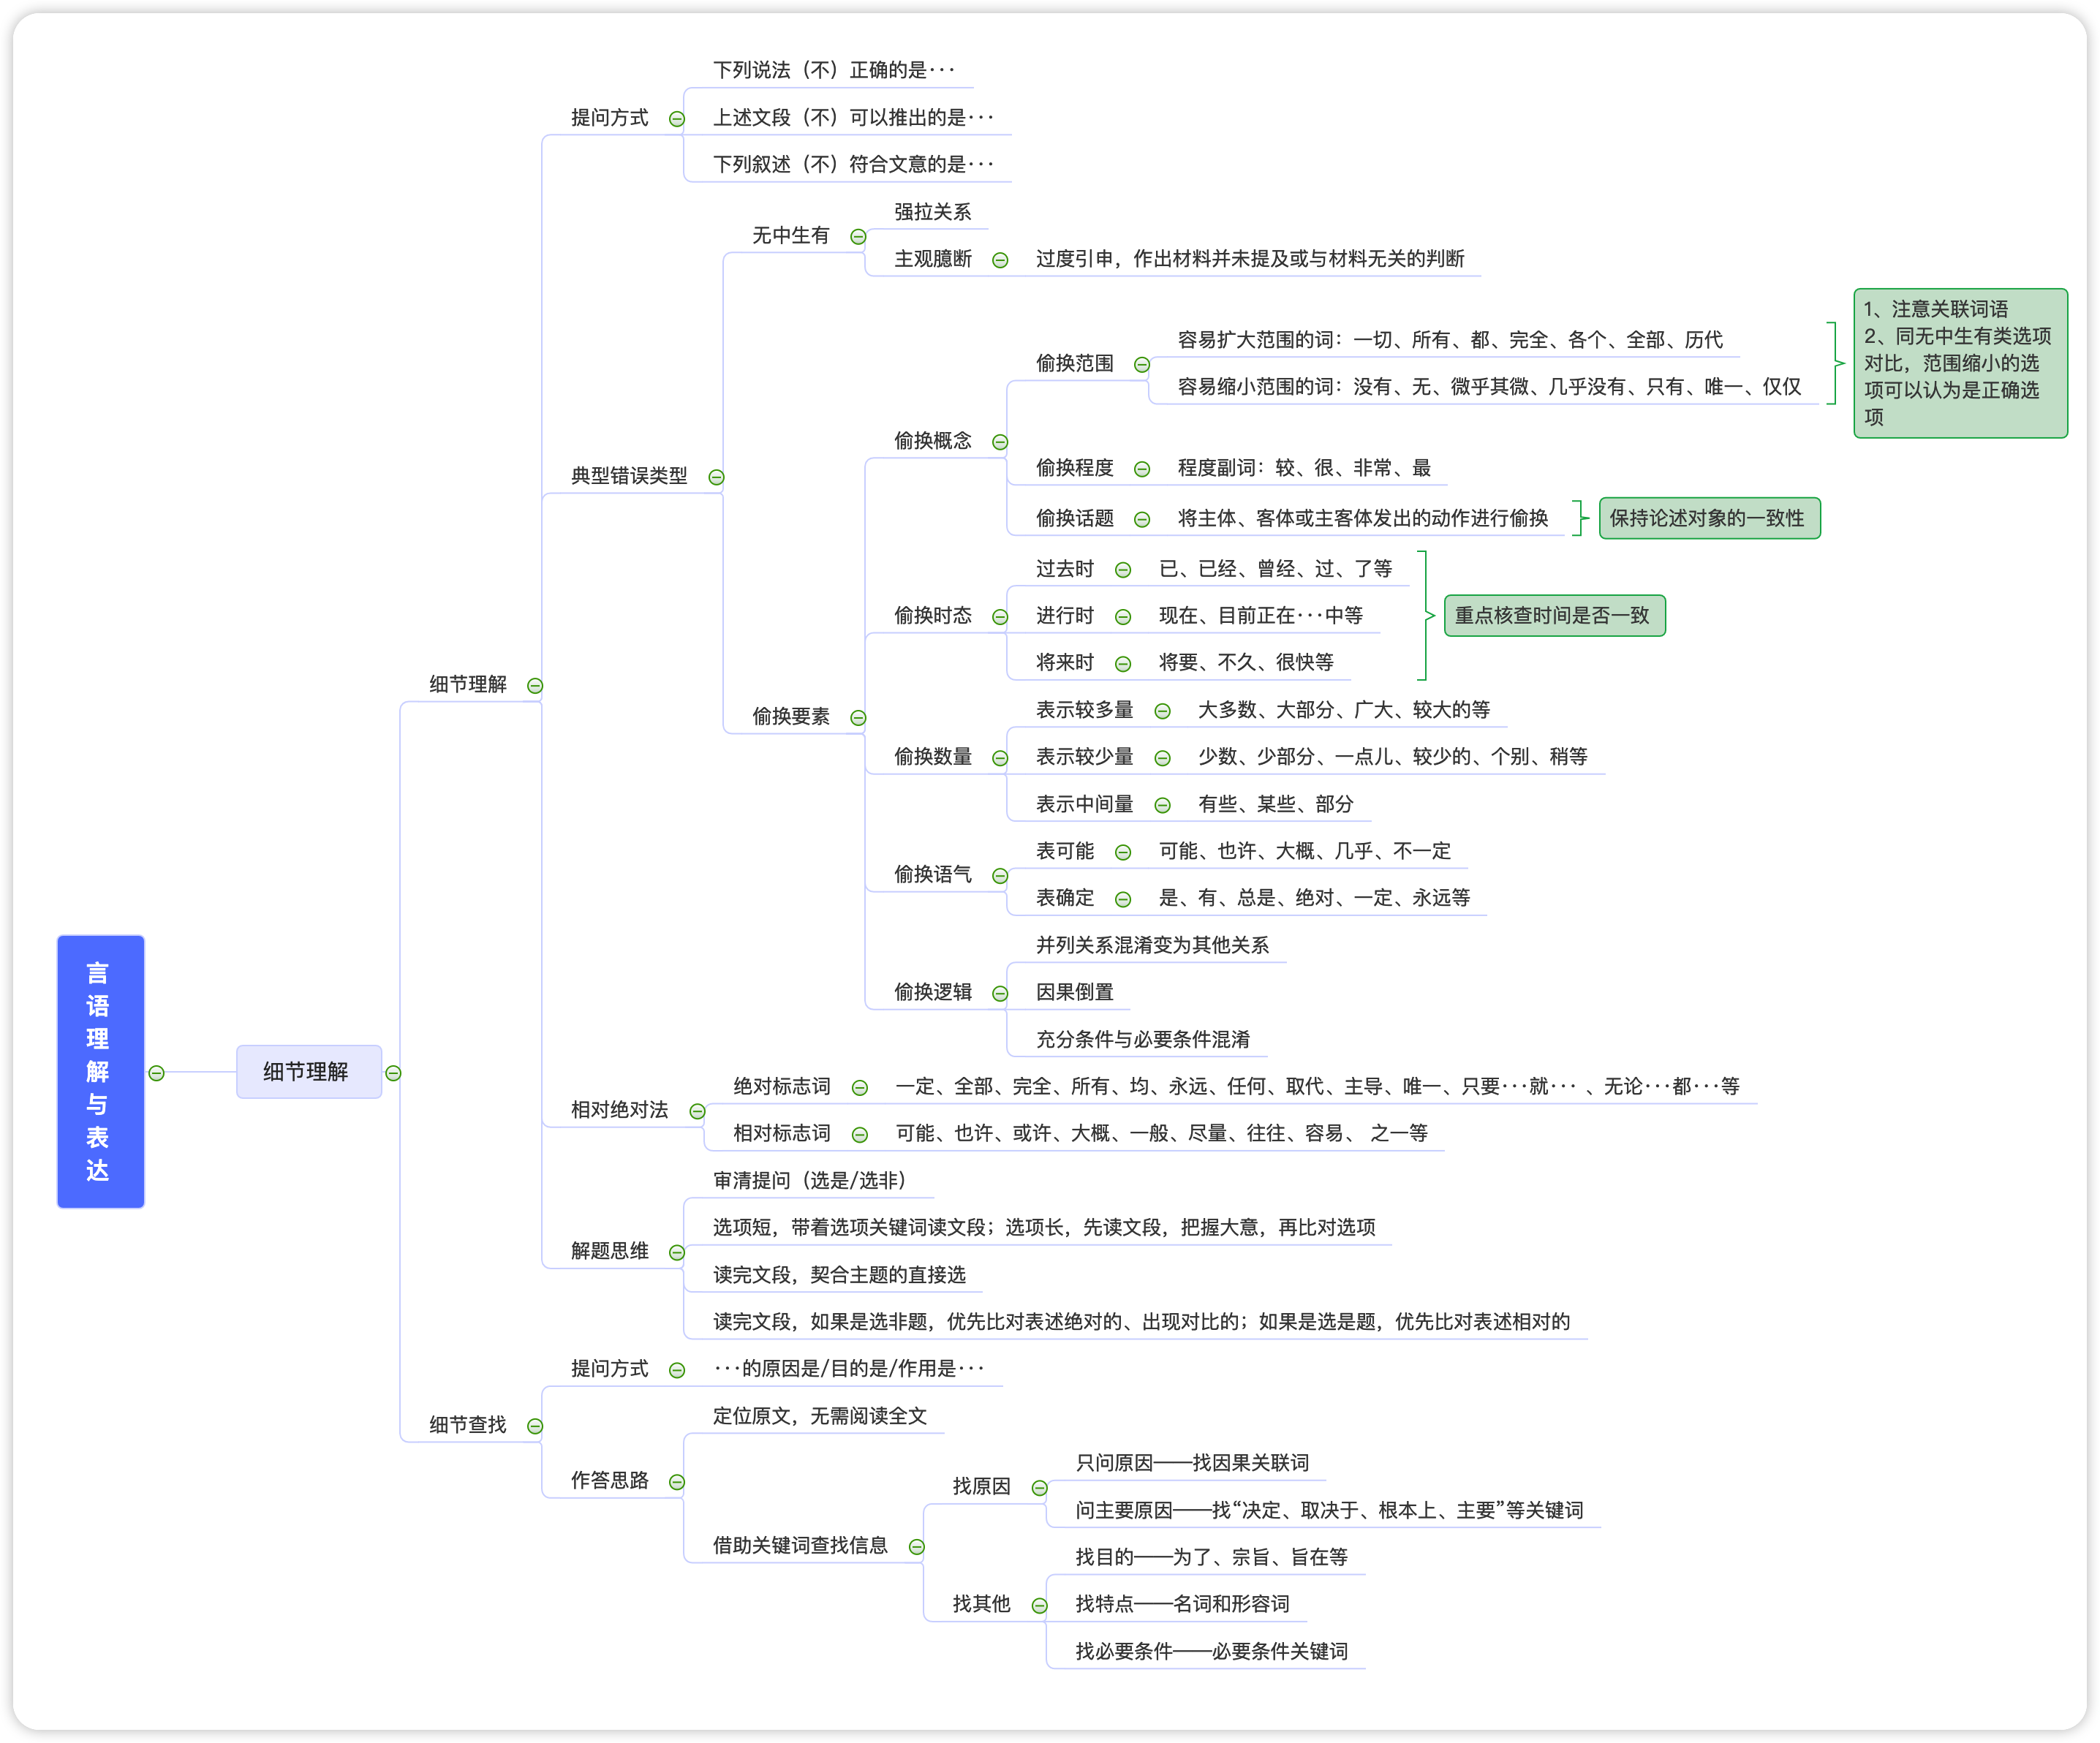 言语理解与表达
细节理解
细节理解
提问方式
下列说法（不）正确的是···
上述文段（不）可以推出的是···
下列叙述（不）符合文意的是···
典型错误类型
无中生有
强拉关系
主观臆断
过度引申，作出材料并未提及或与材料无关的判断
偷换要素
偷换概念
偷换范围
容易扩大范围的词：一切、所有、都、完全、各个、全部、历代
容易缩小范围的词：没有、无、微乎其微、几乎没有、只有、唯一、仅仅
1、注意关联词语
2、同无中生有类选项
对比，范围缩小的选
项可以认为是正确选
项
偷换程度
程度副词：较、很、非常、最
偷换话题
将主体、客体或主客体发出的动作进行偷换
保持论述对象的一致性
偷换时态
过去时
已、已经、曾经、过、了等
进行时
现在、目前正在···中等
将来时
将要、不久、很快等
重点核查时间是否一致
偷换数量
表示较多量
大多数、大部分、广大、较大的等
表示较少量
少数、少部分、一点儿、较少的、个别、稍等
表示中间量
有些、某些、部分
偷换语气
表可能
可能、也许、大概、几乎、不一定
表确定
是、有、总是、绝对、一定、永远等
偷换逻辑
并列关系混淆变为其他关系
因果倒置
充分条件与必要条件混淆
相对绝对法
绝对标志词
一定、全部、完全、所有、均、永远、任何、取代、主导、唯一、只要···就··· 、无论···都···等
相对标志词
可能、也许、或许、大概、一般、尽量、往往、容易、 之一等
解题思维
审清提问（选是/选非）
选项短，带着选项关键词读文段；选项长，先读文段，把握大意，再比对选项
读完文段，契合主题的直接选
读完文段，如果是选非题，优先比对表述绝对的、出现对比的；如果是选是题，优先比对表述相对的
细节查找
提问方式
···的原因是/目的是/作用是···
作答思路
定位原文，无需阅读全文
借助关键词查找信息
找原因
只问原因——找因果关联词
问主要原因——找“决定、取决于、根本上、主要”等关键词
找其他
找目的——为了、宗旨、旨在等
找特点——名词和形容词
找必要条件——必要条件关键词